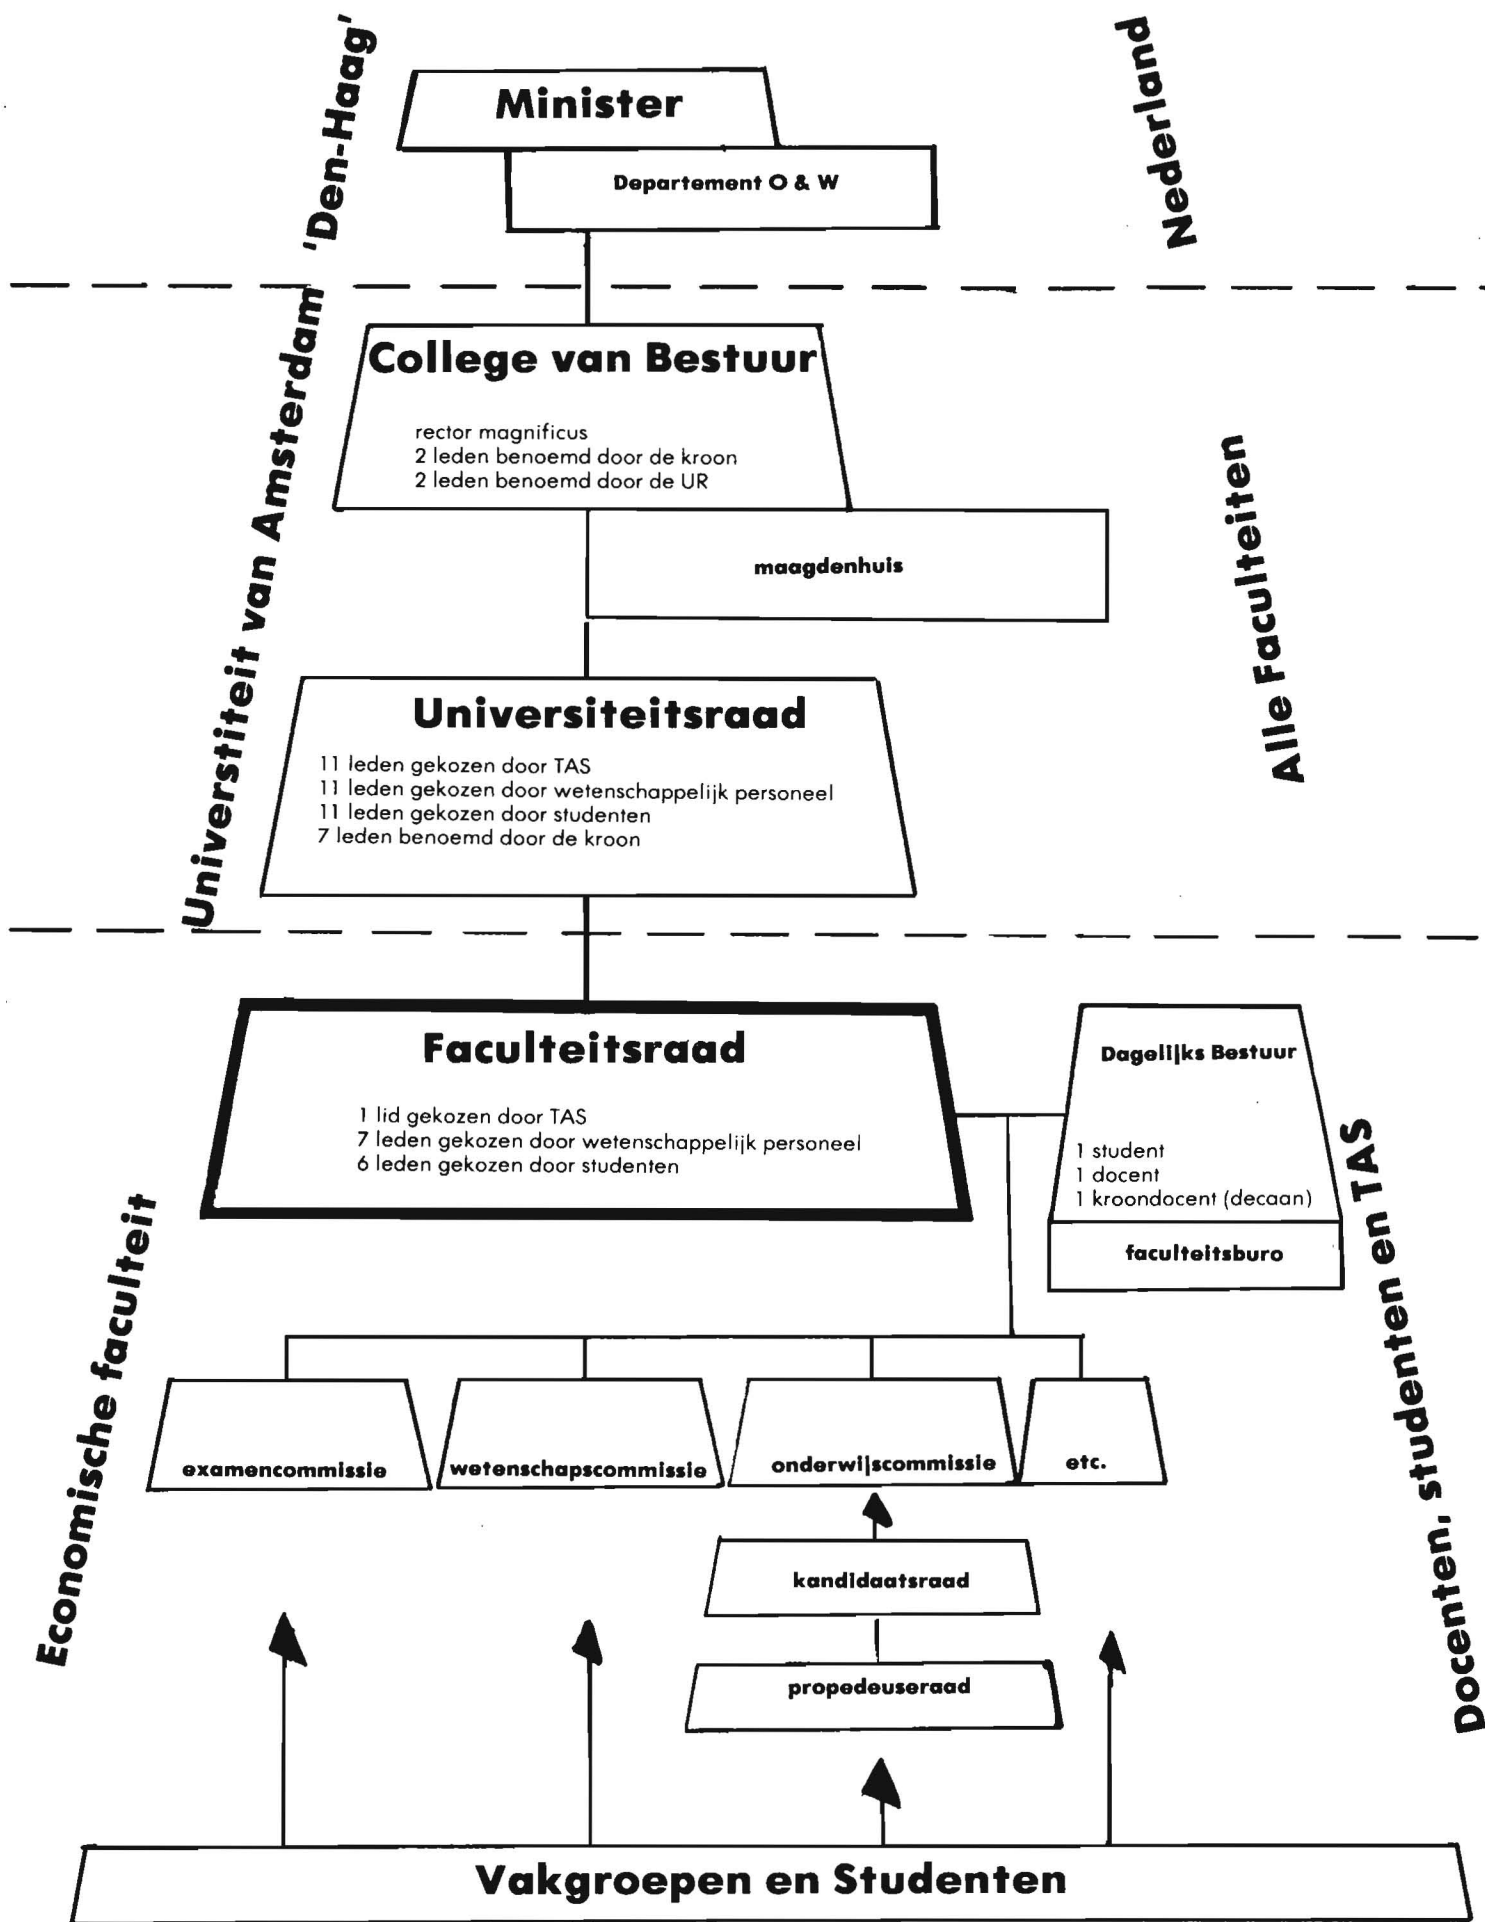 'Den-Haag'
Nederland
Minister
Departement O & W
Universtiteit van Amsterdam
Alle Faculteiten
College van Bestuur
rector magnificus
2 leden benoemd door de kroon
2 leden benoemd door de UR
maagdenhuis
Universiteitsraad
11 leden gekozen door TAS
11 leden gekozen door wetenschappelijk personeel
11 leden gekozen door studenten
7 leden benoemd door de kroon
Economische faculteit
Docenten, studenten en TAS
Faculteitsraad
1 lid gekozen door TAS
7 leden gekozen door wetenschappelijk personeel
6 leden gekozen door studenten
Dagelijks Bestuur
1 student
1 docent
1 kroondocent (decaan)
faculteitsburo
examencommissie
wetenschapscommissie
onderwijscommissie
etc.
kandidaatsraad
propedeuseraad
Vakgroepen en Studenten